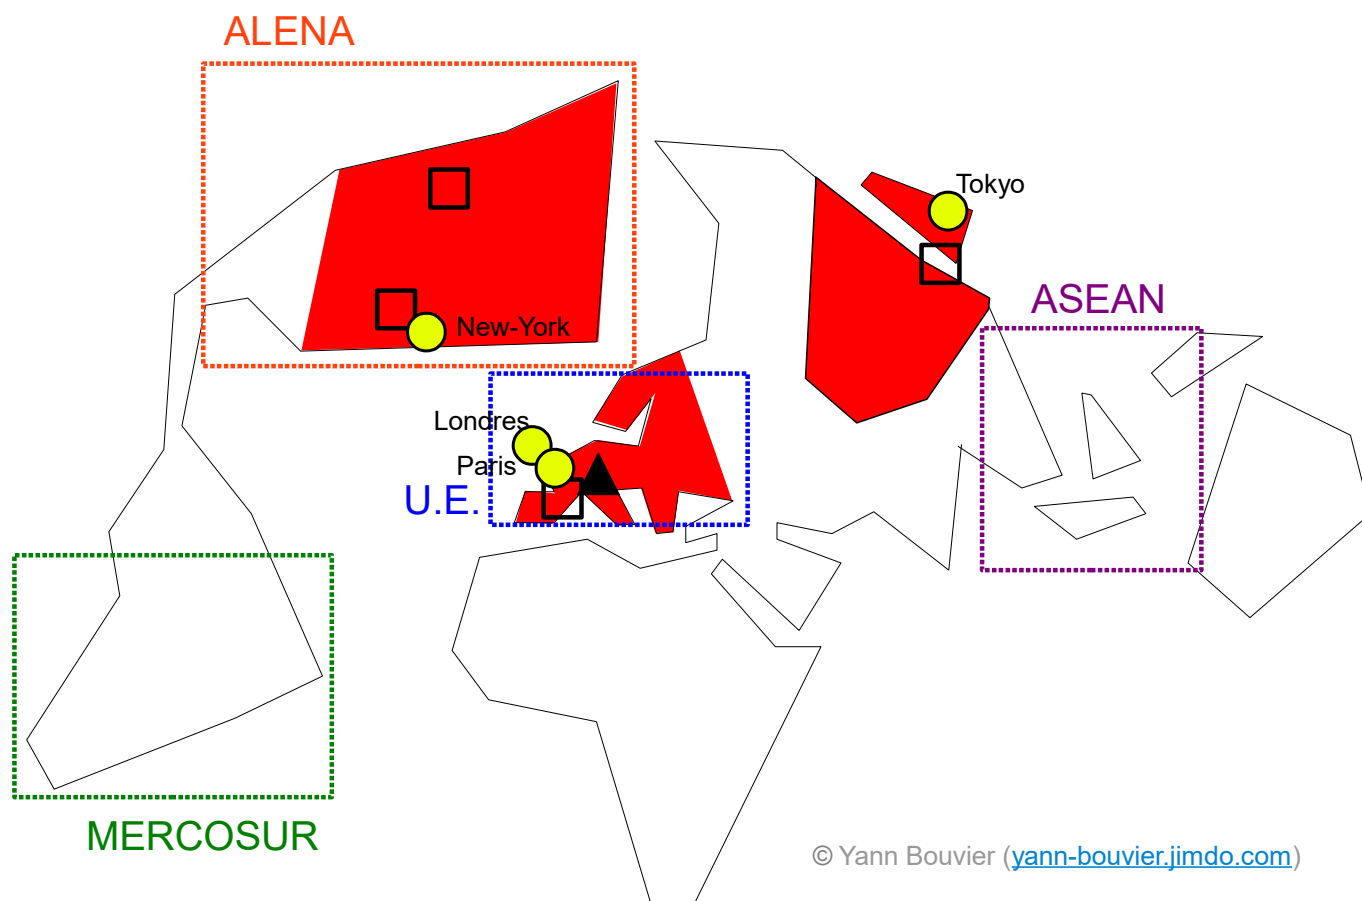 ALENA
Tokyo
ASEAN
New-York
Londres
Paris
U.E.
MERCOSUR
© Yann Bouvier (yann-bouvier.jimdo.com)